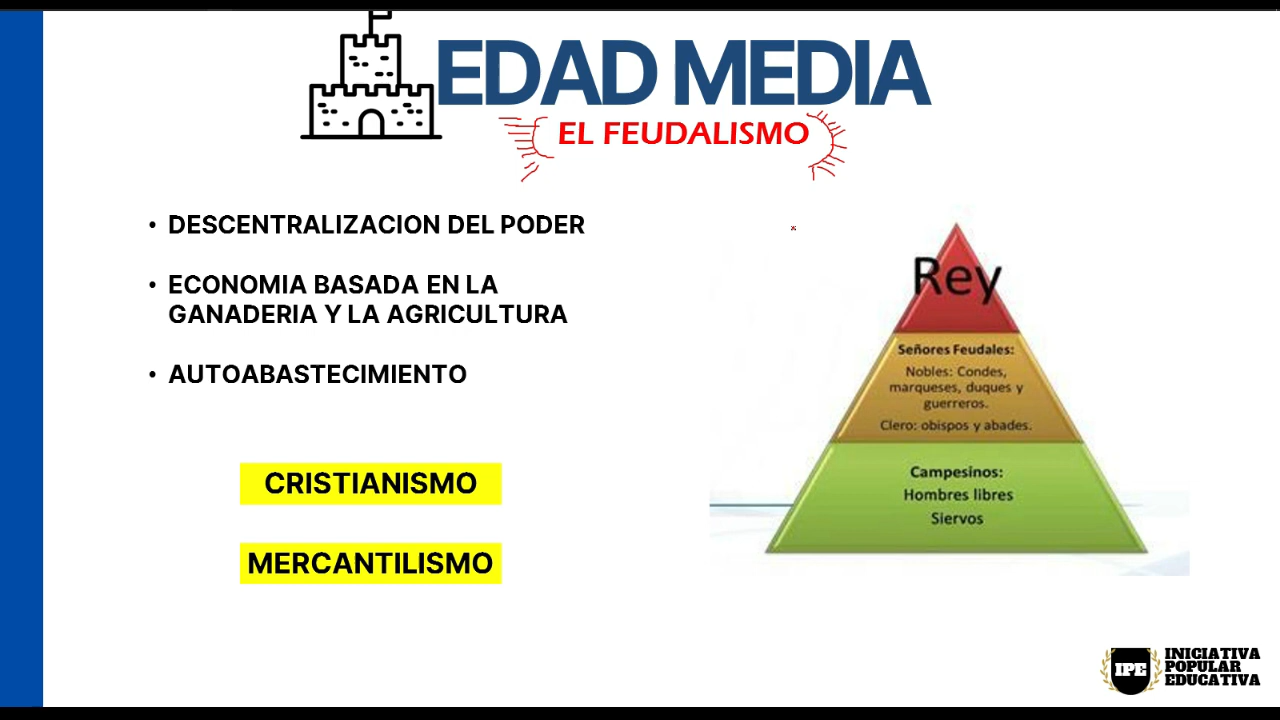 EDAD MEDIA
EL FEUDALISMO
• DESCENTRALIZACION DEL PODER
• ECONOMIA BASADA EN LA
GANADERIA Y LA AGRICULTURA
• AUTOABASTECIMIENTO
CRISTIANISMO
MERCANTILISMO
Rey
Señores Feudales:
Nobles: Condes,
marqueses, duques y
guerreros.
Clero: obispos y abades.
Campesinos:
Hombres libres
Siervos
IPE
INICIATIVA
POPULAR
EDUCATIVA